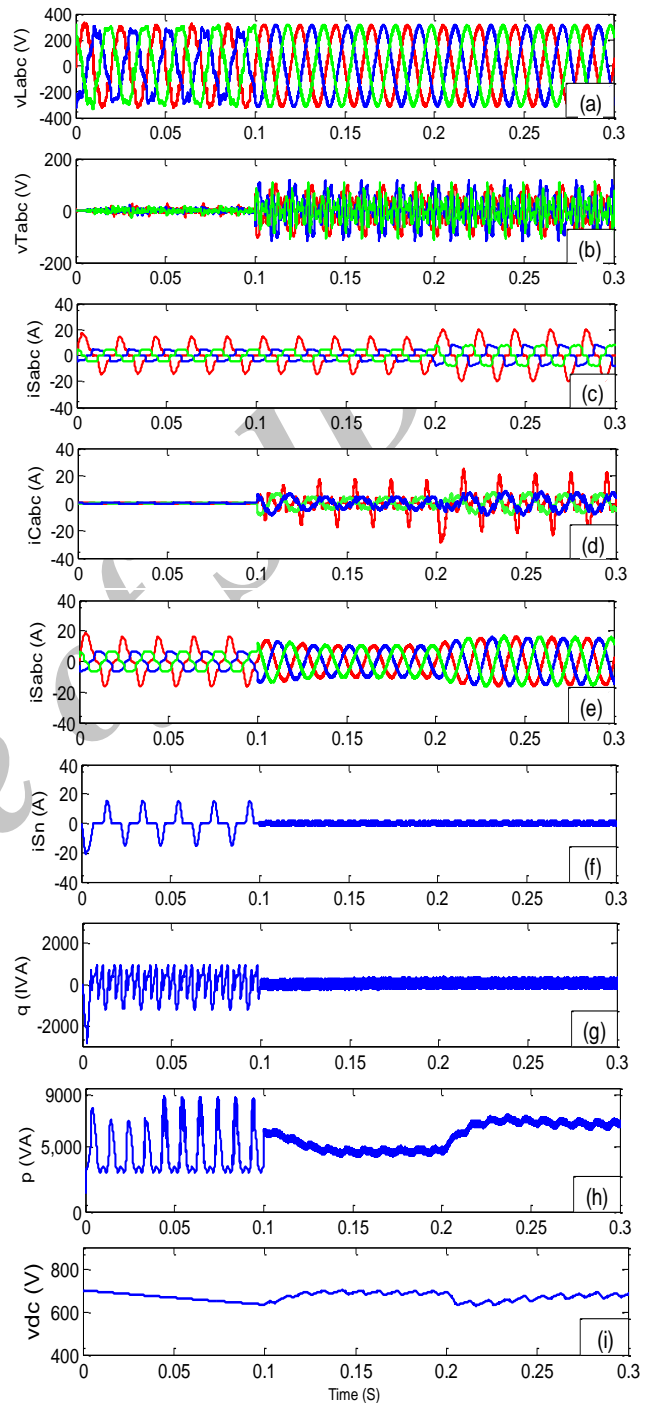 vLabc (V)
400
200
0
-200
-400
(a)
0 0.05 0.1 0.15 0.2 0.25 0.3
vTabc (V)
200
0
-200
(b)
0 0.05 0.1 0.15 0.2 0.25 0.3
iSabc (A)
40
20
0
-20
-40
(c)
0 0.05 0.1 0.15 0.2 0.25 0.3
iCabc (A)
40
20
0
-20
-40
(d)
0 0.05 0.1 0.15 0.2 0.25 0.3
iSabc (A)
40
20
0
-20
-40
(e)
0 0.05 0.1 0.15 0.2 0.25 0.3
iSn (A)
40
20
0
-20
-40
(f)
0 0.05 0.1 0.15 0.2 0.25 0.3
q (IVA)
2000
0
-2000
(g)
0 0.05 0.1 0.15 0.2 0.25 0.3
p (VA)
9000
5,000
0
(h)
0 0.05 0.1 0.15 0.2 0.25 0.3
vdc (V)
800
600
400
(i)
0 0.05 0.1 0.15 0.2 0.25 0.3
Time (S)